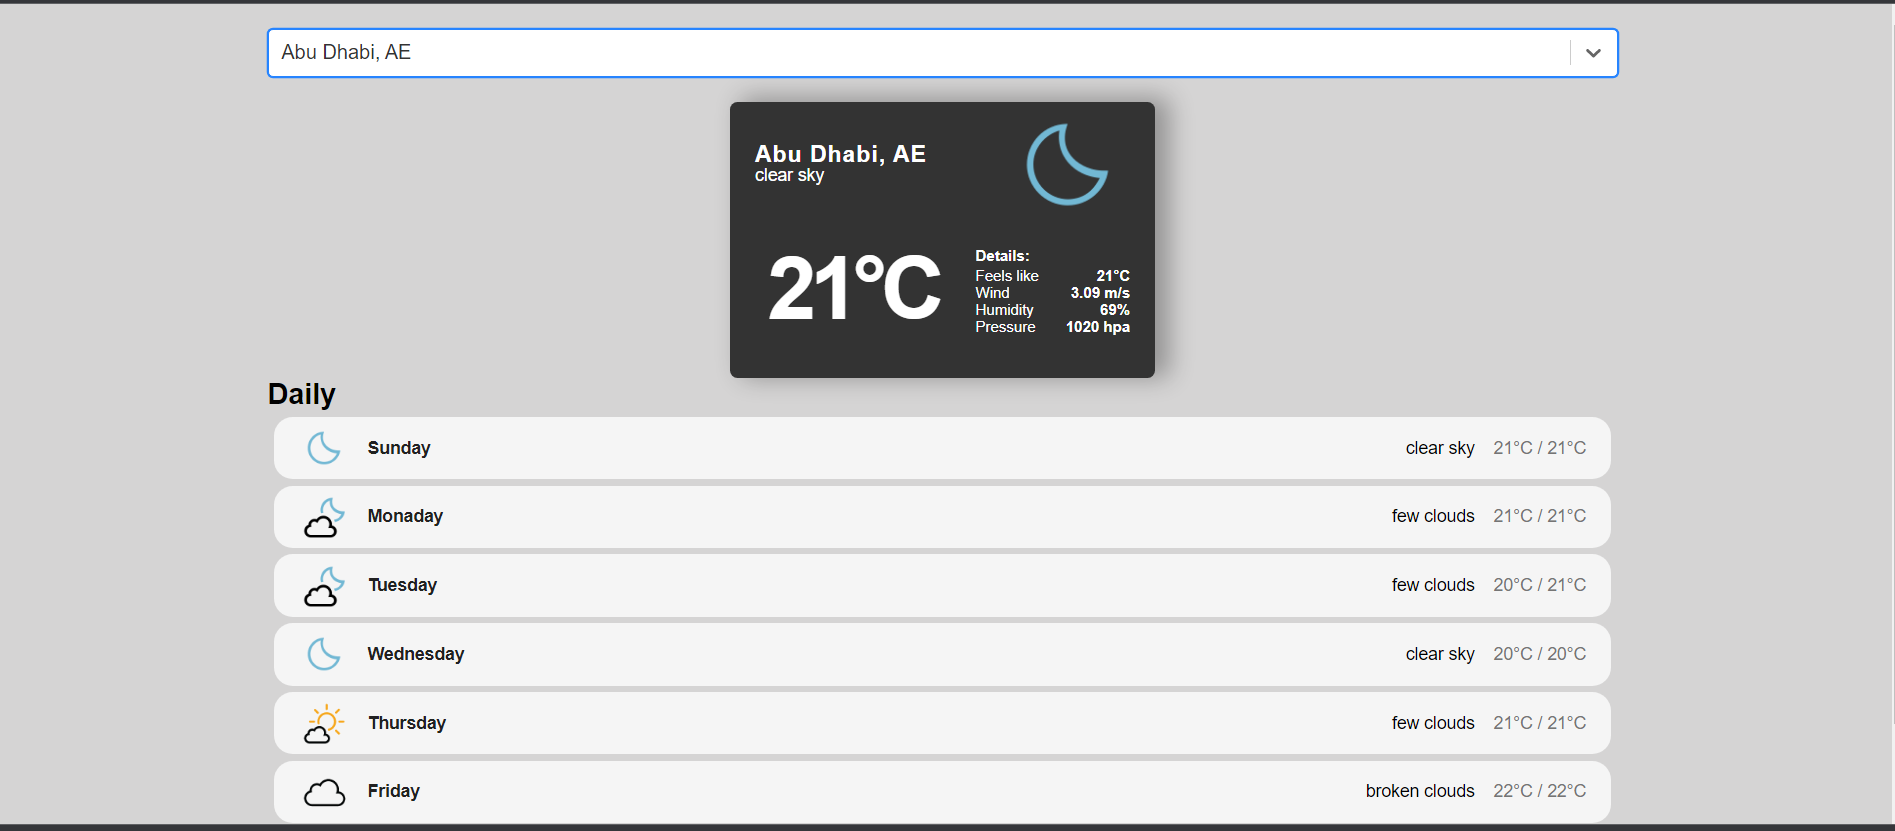 Abu Dhabi, AE
Abu Dhabi, AE
clear sky
21°C
Details:
Feels like 21°C
Wind 3.09 m/s
Humidity 69%
Pressure 1020 hpa
Daily
Sunday clear sky 21°C / 21°C
Monaday few clouds 21°C / 21°C
Tuesday few clouds 20°C / 21°C
Wednesday clear sky 20°C / 20°C
Thursday few clouds 21°C / 21°C
Friday broken clouds 22°C / 22°C